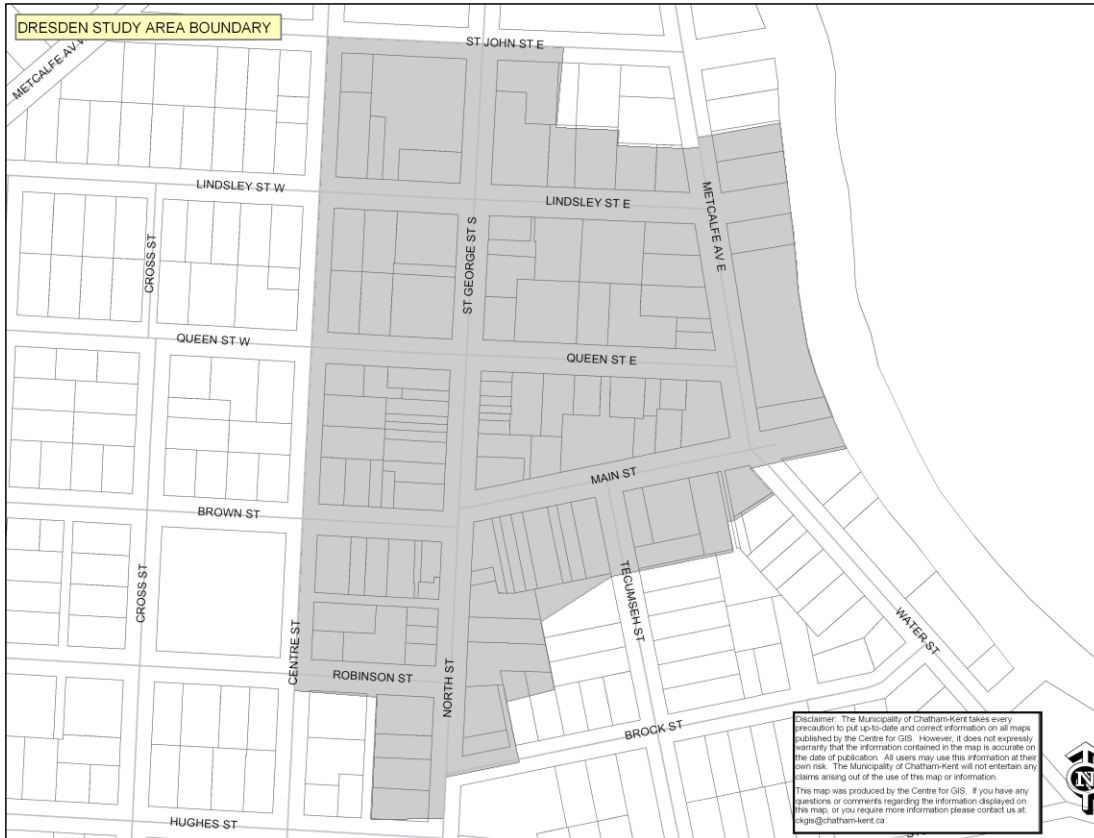 DRESDEN STUDY AREA BOUNDARY
ST JOHN ST E
METCALFE AV
LINDSLEY ST W
LINDSLEY ST E
METCALFE AV E
CROSS ST
ST GEORGE ST S
QUEEN ST W
QUEEN ST E
MAIN ST
BROWN ST
CROSS ST
TECUMSEH ST
WATER ST
CENTRE ST
ROBINSON ST
NORTH ST
BROCK ST
HUGHES ST
Disclaimer: The Municipality of Chatham-Kent takes every
precaution to put up-to-date and correct information on all maps
published by the Centre for GIS. However, it does not expressly
warranty that the information contained in the map is accurate on
the date of publication. All users may use this information at their
own risk. The Municipality of Chatham-Kent will not entertain any
claims arising out of the use of this map or information.
This map was produced by the Centre for GIS. If you have any
questions or comments regarding the information displayed on
this map, or you require more information please contact us at:
ckgis@chatham-kent.ca
N